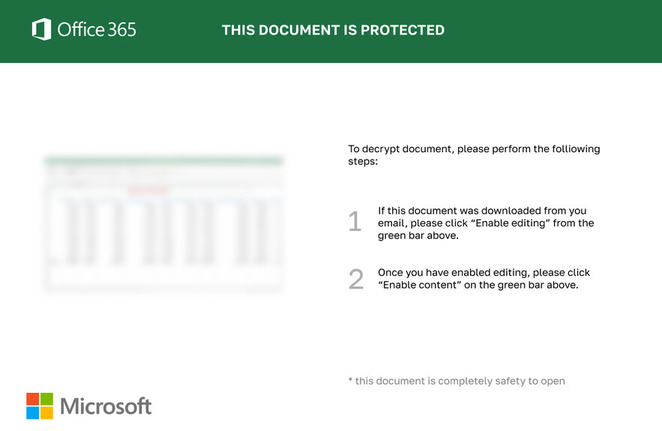 Office 365
THIS DOCUMENT IS PROTECTED
To decrypt document, please perform the folliowing
steps:
1
If this document was downloaded from you
email, please click “Enable editing” from the
green bar above.
2
Once you have enabled editing, please click
“Enable content” on the green bar above.
* this document is completely safety to open
Microsoft